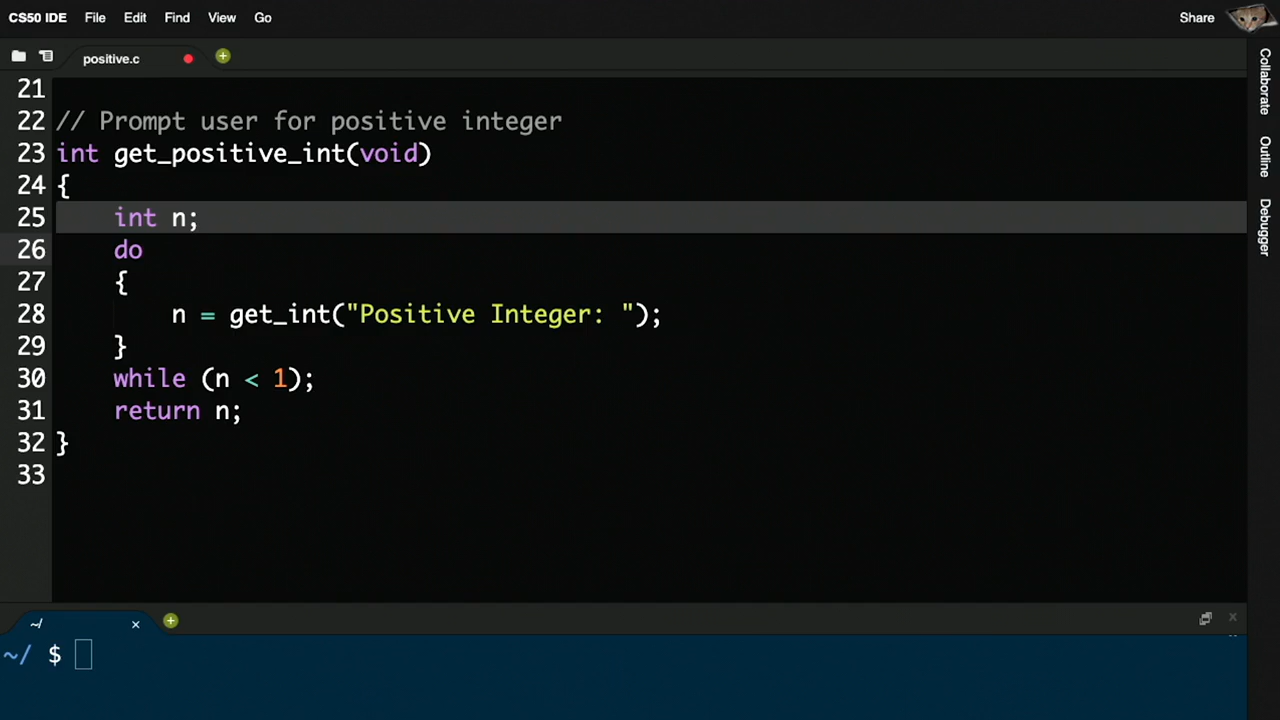 CS50 IDE File Edit Find View Go Share
positive.c
21
22 // Prompt user for positive integer
23 int get_positive_int(void)
24 {
25     int n;
26     do
27     {
28         n = get_int("Positive Integer: ");
29     }
30     while (n < 1);
31     return n;
32 }
33
Collaborate
Outline
Debugger
~/
~/ $